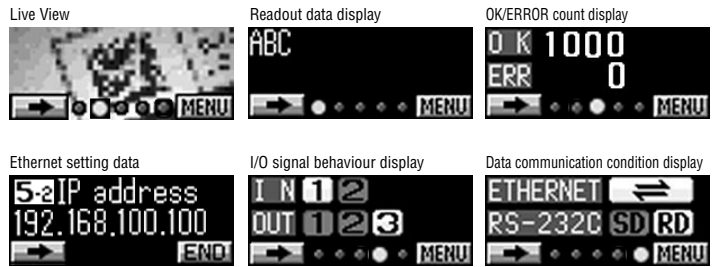 Live View
MENU
Readout data display
ABC
MENU
OK/ERROR count display
OK 1000
ERR 0
MENU
Ethernet setting data
5-2 IP address
192.168.100.100
END
I/O signal behaviour display
IN 1 2
OUT 1 2 3
MENU
Data communication condition display
ETHERNET
RS-232C SD RD
MENU